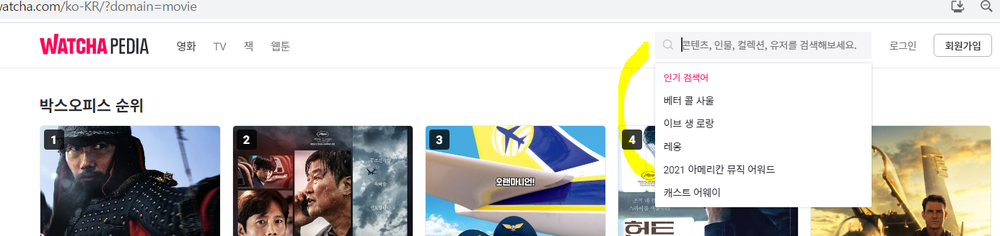 watcha.com/ko-KR/?domain=movie
WATCHA PEDIA 영화 TV 책 웹툰 콘텐츠, 인물, 컬렉션, 유저를 검색해보세요. 로그인 회원가입
인기 검색어
베터 콜 사울
이브 생 로랑
레옹
2021 아메리칸 뮤직 어워드
캐스트 어웨이
박스오피스 순위
1 2 3 4
오랜마니언!
헌트